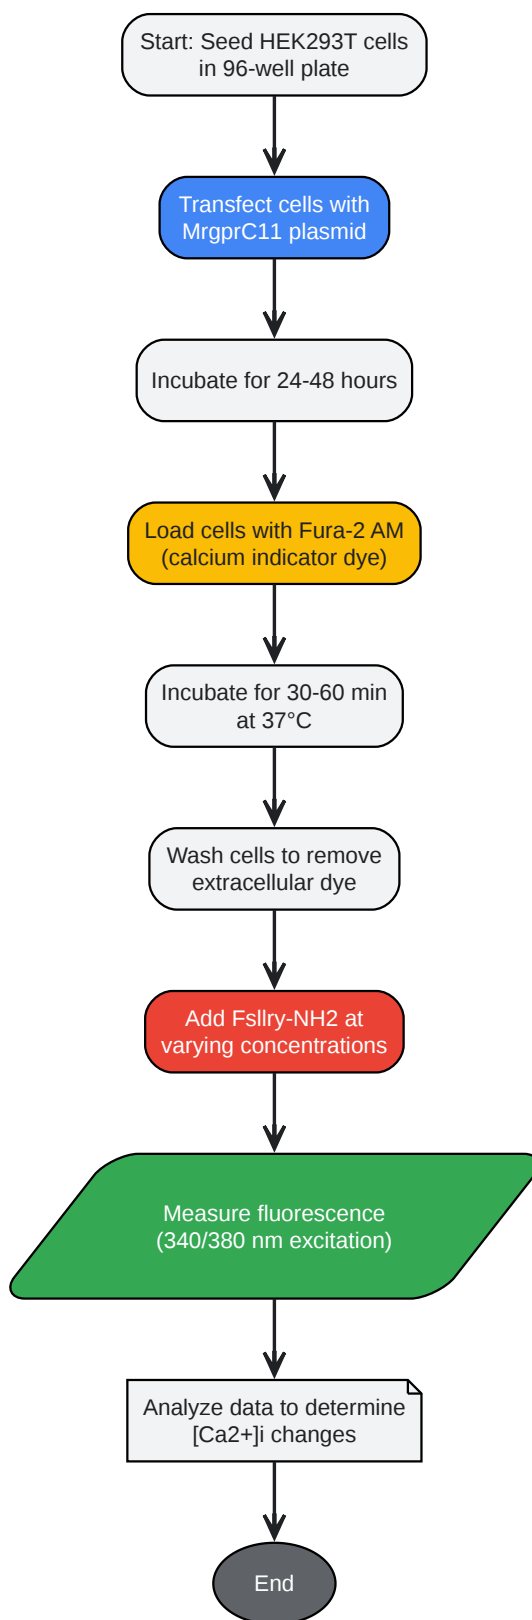 Start: Seed HEK293T cells
in 96-well plate
Transfect cells with
MrgprC11 plasmid
Incubate for 24-48 hours
Load cells with Fura-2 AM
(calcium indicator dye)
Incubate for 30-60 min
at 37°C
Wash cells to remove
extracellular dye
Add Fsllry-NH2 at
varying concentrations
Measure fluorescence
(340/380 nm excitation)
Analyze data to determine
[Ca2+]i changes
End